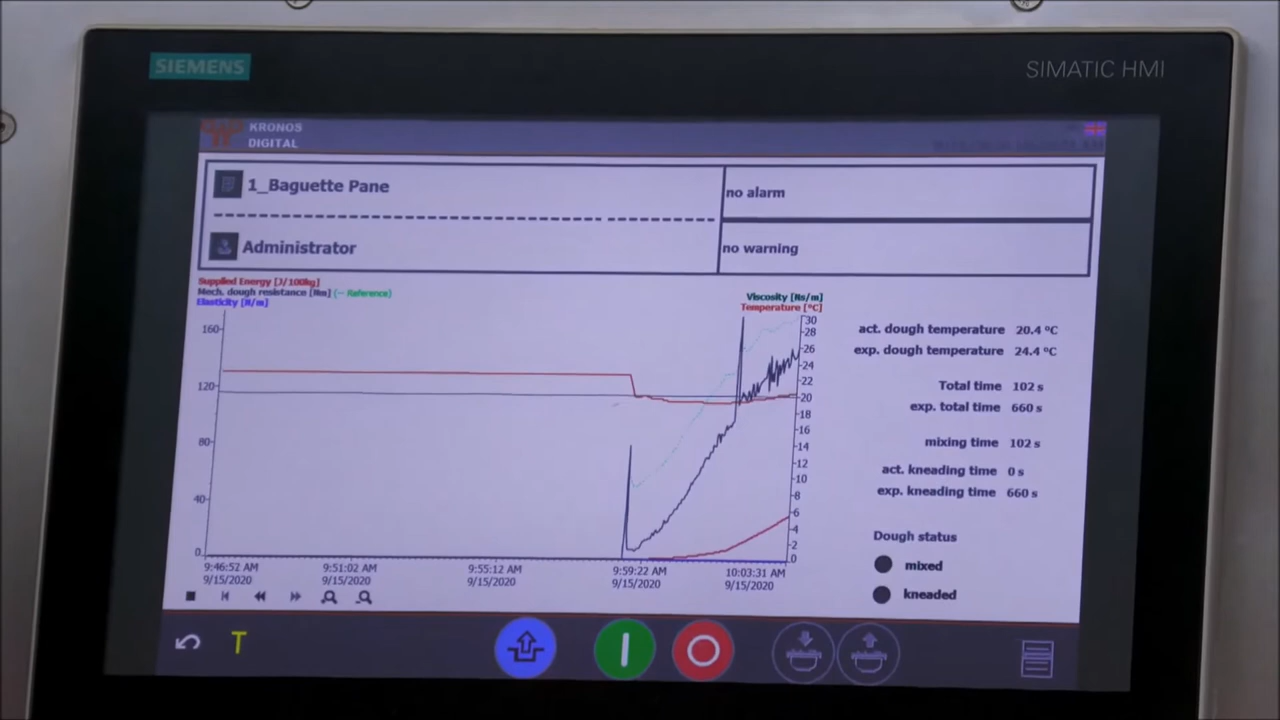 SIEMENS
SIMATIC HMI
KRONOS
DIGITAL
1_Baguette Pane
no alarm
Administrator
no warning
Supplied Energy [J/100kg]
Mech. dough resistance [Nm] (-- Reference)
Elasticity [N/m]
Viscosity [Ns/m]
Temperature [°C]
160
120
80
40
0
30
28
26
24
22
20
18
16
14
12
10
8
6
4
2
0
9:46:52 AM
9/15/2020
9:51:02 AM
9/15/2020
9:55:12 AM
9/15/2020
9:59:22 AM
9/15/2020
10:03:31 AM
9/15/2020
act. dough temperature 20.4 °C
exp. dough temperature 24.4 °C
Total time 102 s
exp. total time 660 s
mixing time 102 s
act. kneading time 0 s
exp. kneading time 660 s
Dough status
mixed
kneaded
T